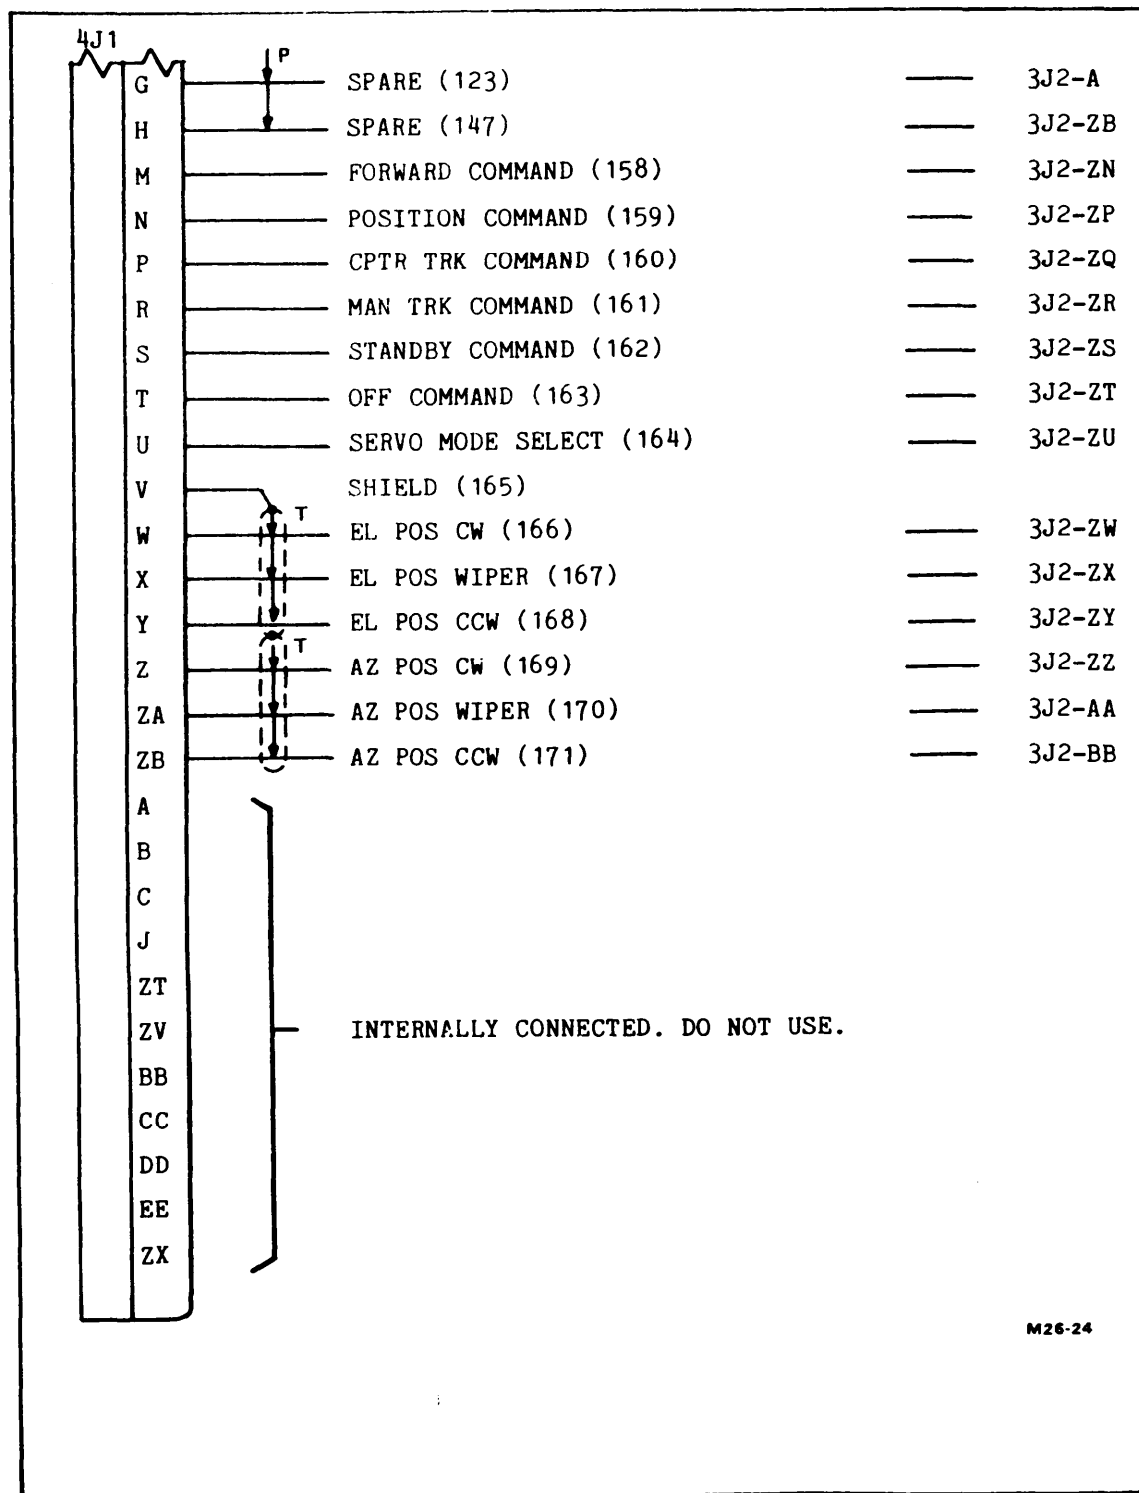 4J1
P
G SPARE (123) 3J2-A
H SPARE (147) 3J2-ZB
M FORWARD COMMAND (158) 3J2-ZN
N POSITION COMMAND (159) 3J2-ZP
P CPTR TRK COMMAND (160) 3J2-ZQ
R MAN TRK COMMAND (161) 3J2-ZR
S STANDBY COMMAND (162) 3J2-ZS
T OFF COMMAND (163) 3J2-ZT
U SERVO MODE SELECT (164) 3J2-ZU
V SHIELD (165)
T
W EL POS CW (166) 3J2-ZW
X EL POS WIPER (167) 3J2-ZX
Y EL POS CCW (168) 3J2-ZY
T
Z AZ POS CW (169) 3J2-ZZ
ZA AZ POS WIPER (170) 3J2-AA
ZB AZ POS CCW (171) 3J2-BB
A
B
C
J
ZT
ZV INTERNALLY CONNECTED. DO NOT USE.
BB
CC
DD
EE
ZX
M26-24